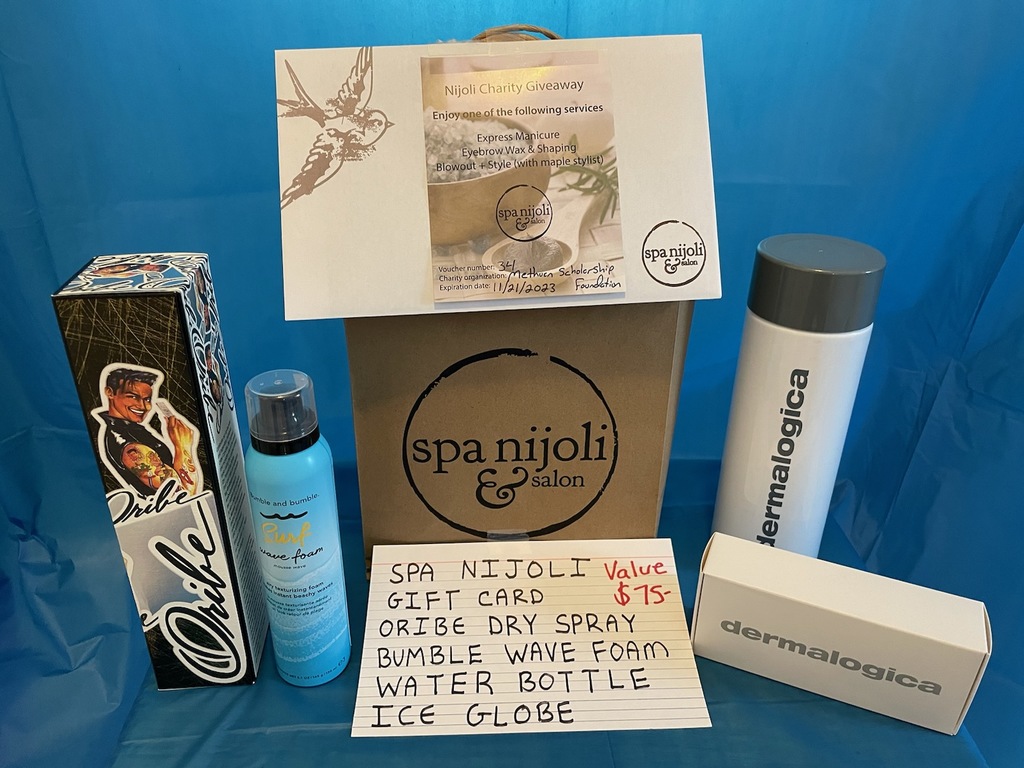 Nijoli Charity Giveaway
Enjoy one of the following services
Express Manicure
Eyebrow Wax & Shaping
Blowout + Style (with maple stylist)
spa nijoli
& salon
Voucher number: 34
Charity organization: Methuen Scholarship
Expiration date: 11/21/2023 Foundation
spa nijoli
& salon
spa nijoli
& salon
Oribe
Oribe
bumble and bumble.
surf
wave foam
dermalogica
dermalogica
SPA NIJOLI Value
GIFT CARD $75-
ORIBE DRY SPRAY
BUMBLE WAVE FOAM
WATER BOTTLE
ICE GLOBE